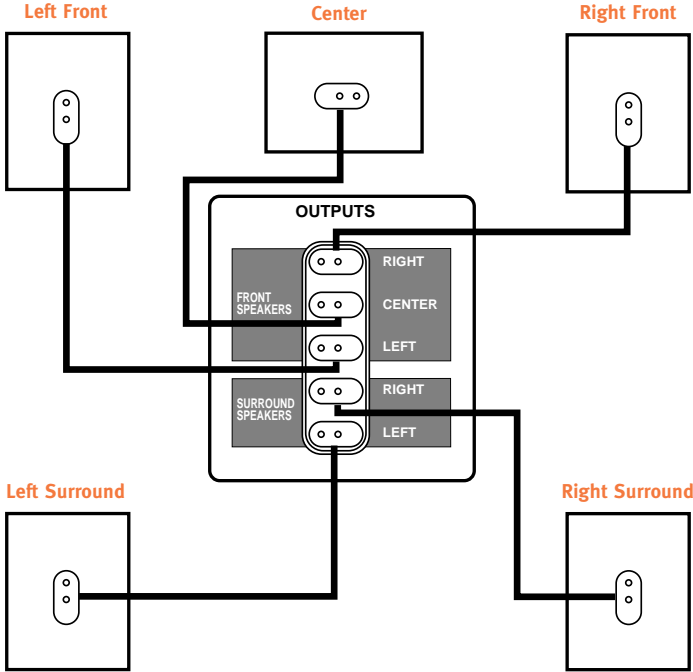 Left Front
Center
Right Front
OUTPUTS
RIGHT
FRONT
SPEAKERS
CENTER
LEFT
RIGHT
SURROUND
SPEAKERS
LEFT
Left Surround
Right Surround